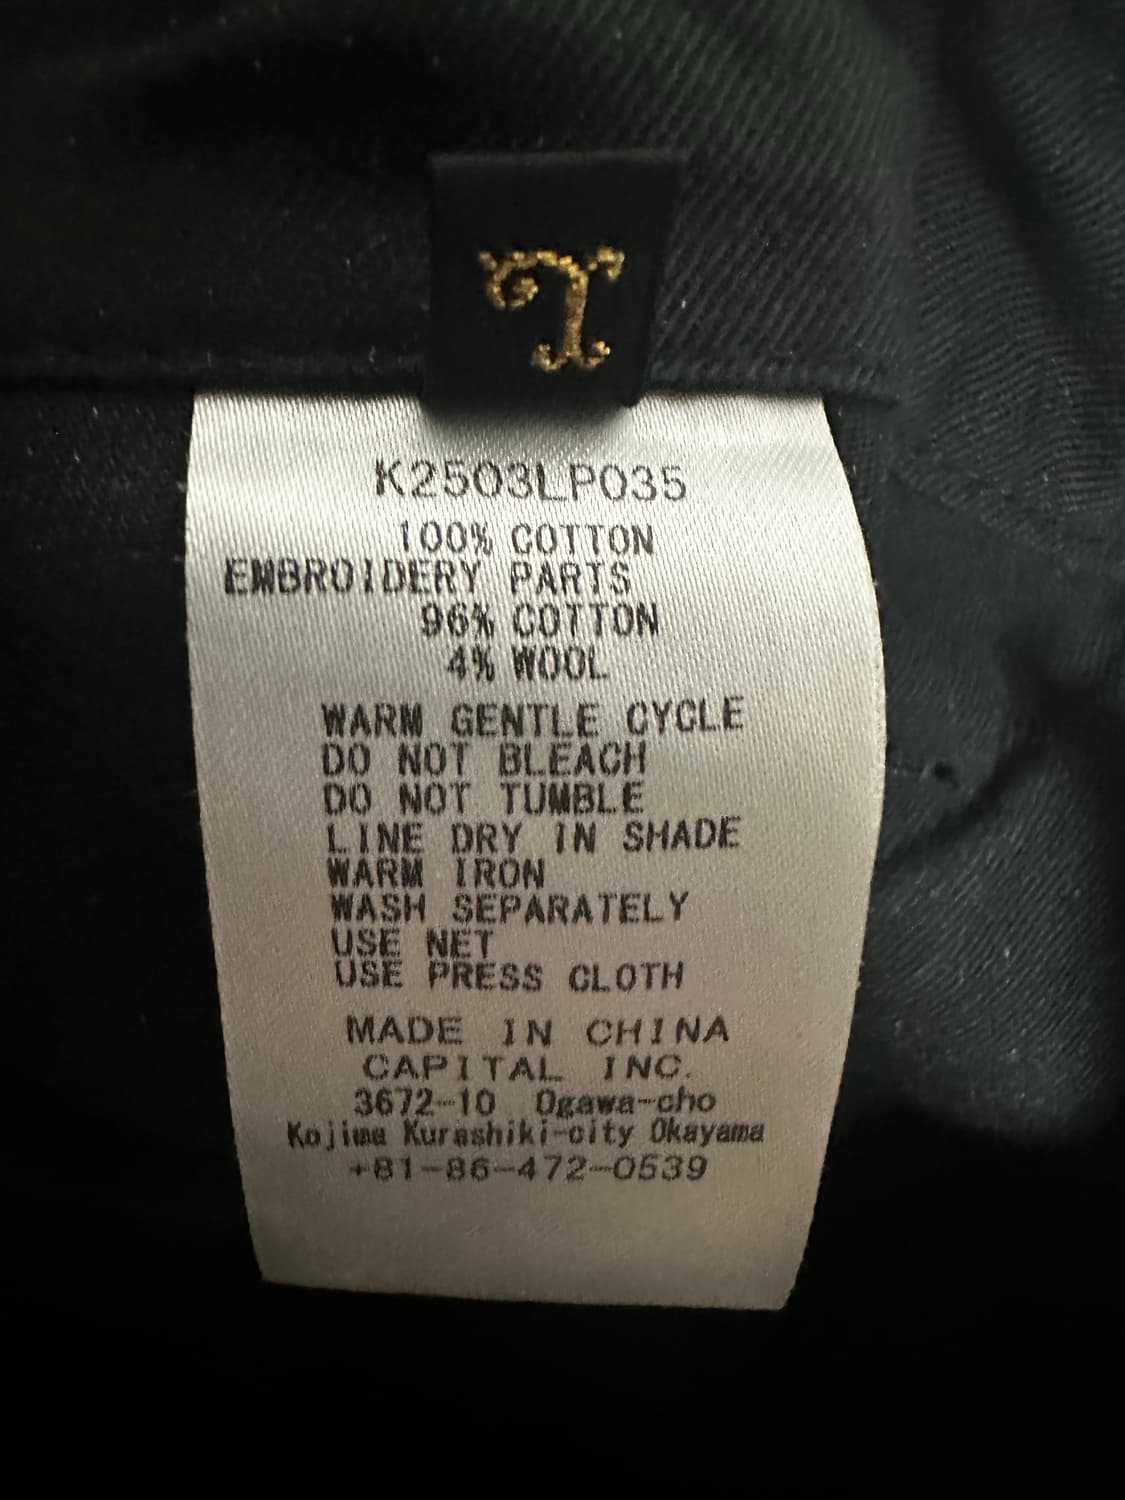 K2503LP035
100% COTTON
EMBROIDERY PARTS
96% COTTON
4% WOOL
WARM GENTLE CYCLE
DO NOT BLEACH
DO NOT TUMBLE
LINE DRY IN SHADE
WARM IRON
WASH SEPARATELY
USE NET
USE PRESS CLOTH
MADE IN CHINA
CAPITAL INC.
3672-10 Ogawa-cho
Kojima Kurashiki-city Okayama
+81-86-472-0539